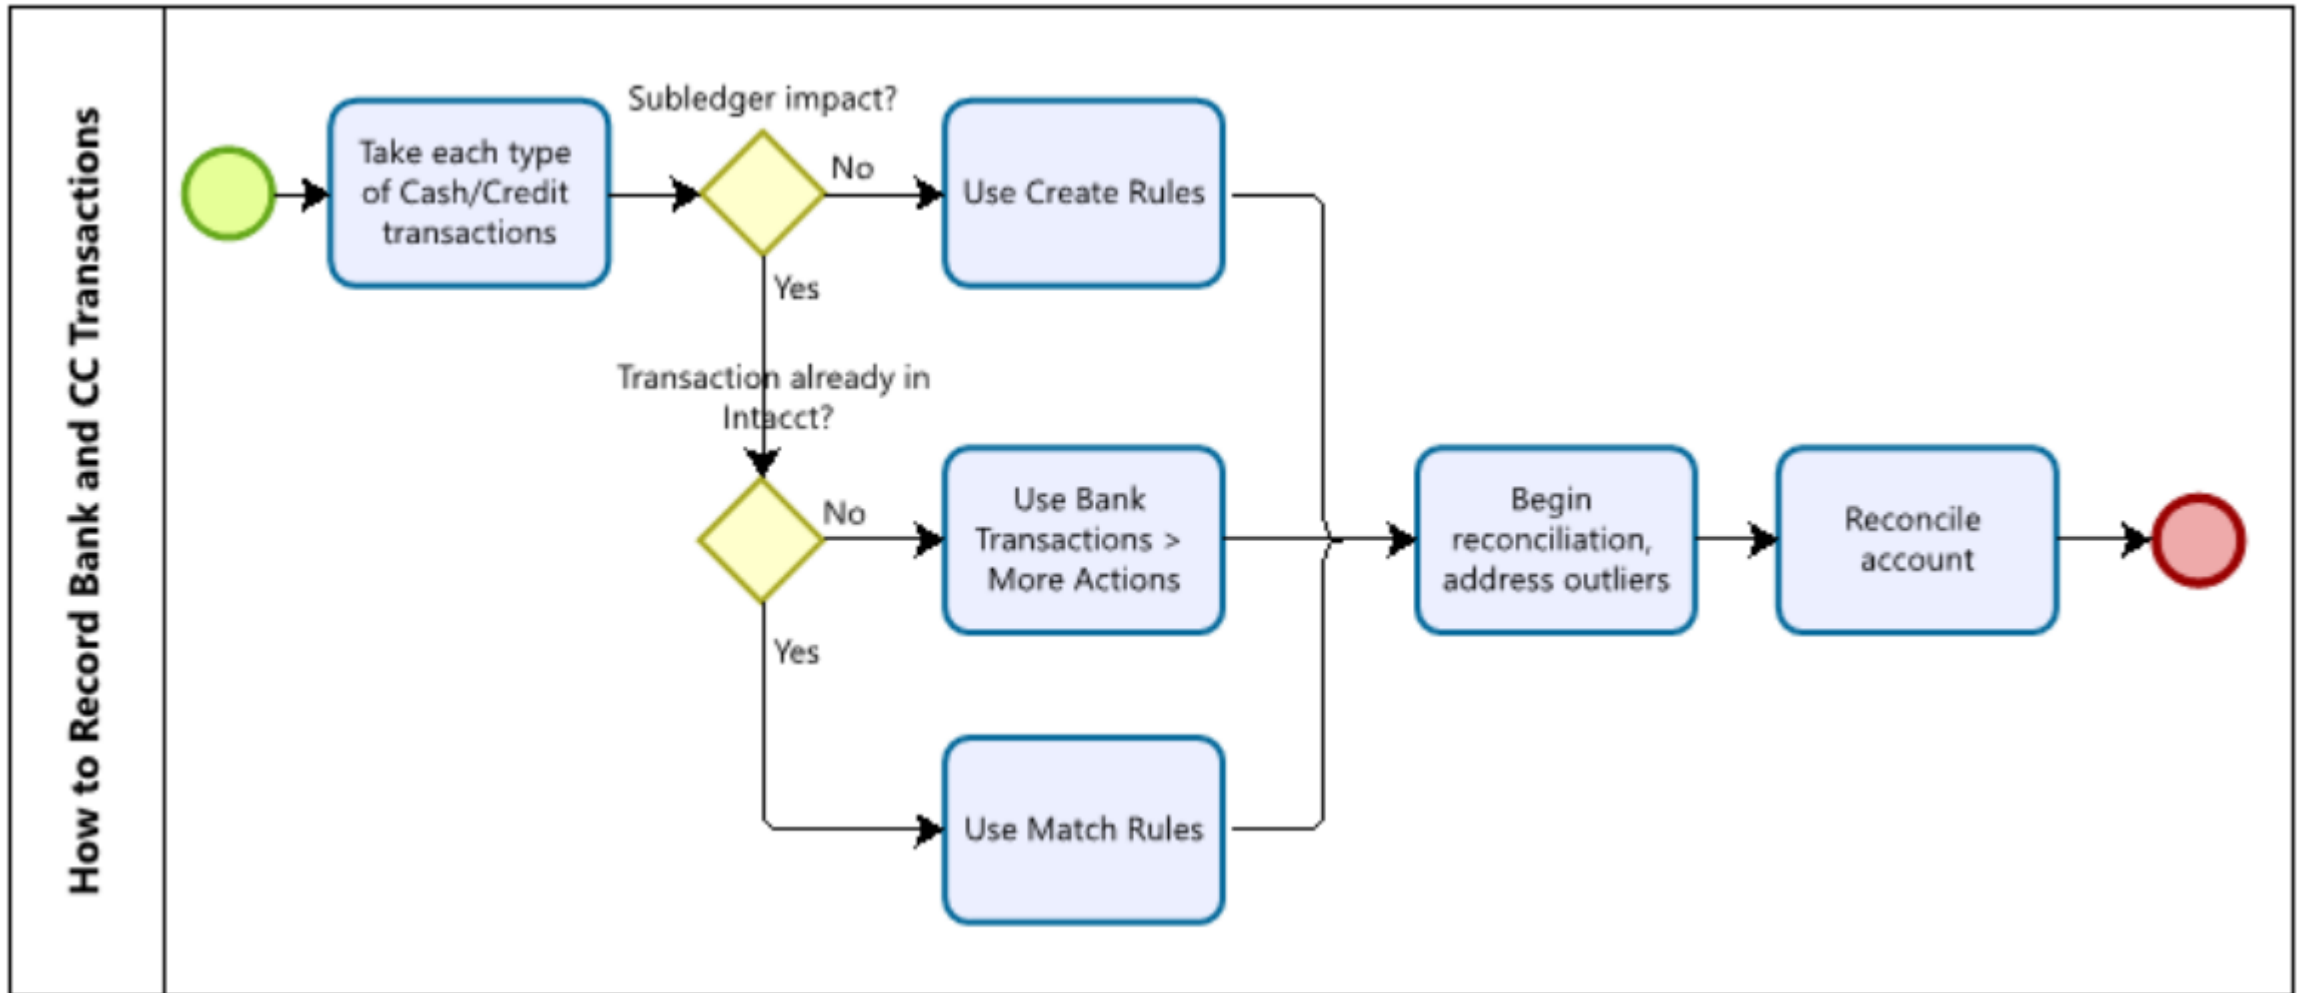 How to Record Bank and CC Transactions
Take each type
of Cash/Credit
transactions
Subledger impact?
No
Yes
Use Create Rules
Transaction already in
Intacct?
No
Yes
Use Bank
Transactions >
More Actions
Use Match Rules
Begin
reconciliation,
address outliers
Reconcile
account